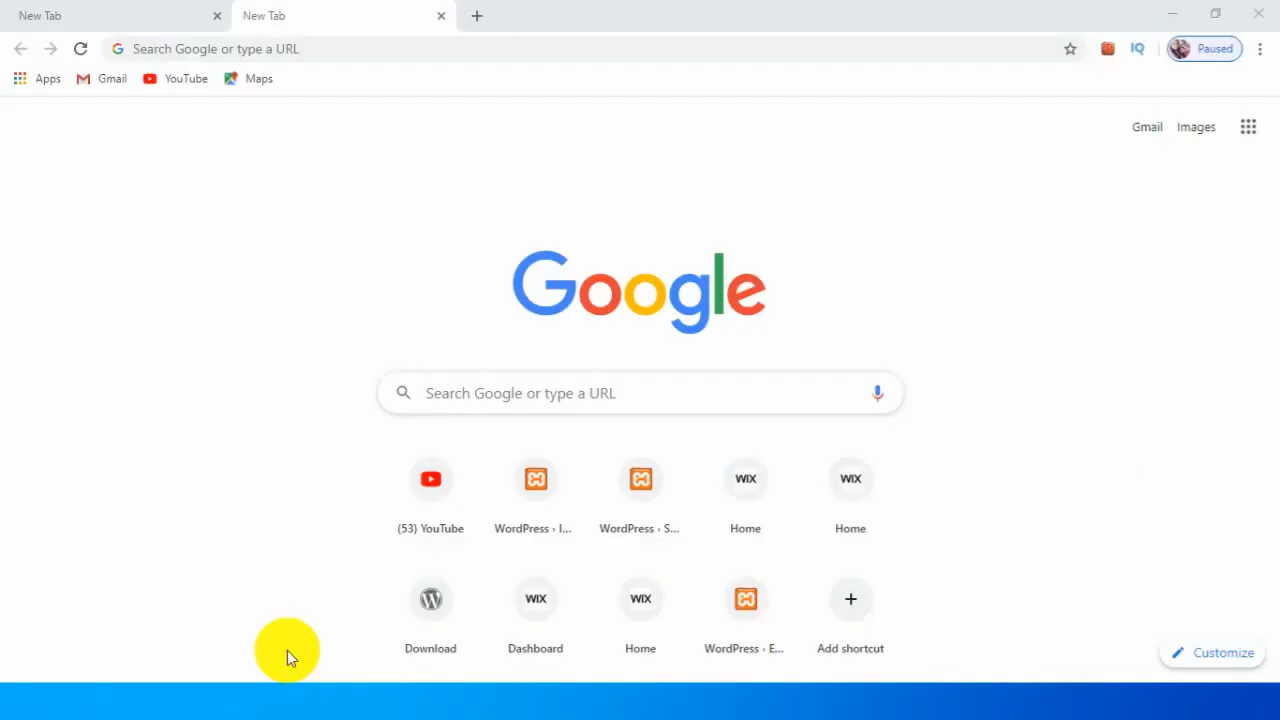 New Tab
New Tab
Search Google or type a URL
IQ
Paused
Apps
Gmail
YouTube
Maps
Gmail
Images
Google
Search Google or type a URL
WIX
WIX
(53) YouTube
WordPress › I...
WordPress › S...
Home
Home
WIX
WIX
Download
Dashboard
Home
WordPress › E...
Add shortcut
Customize